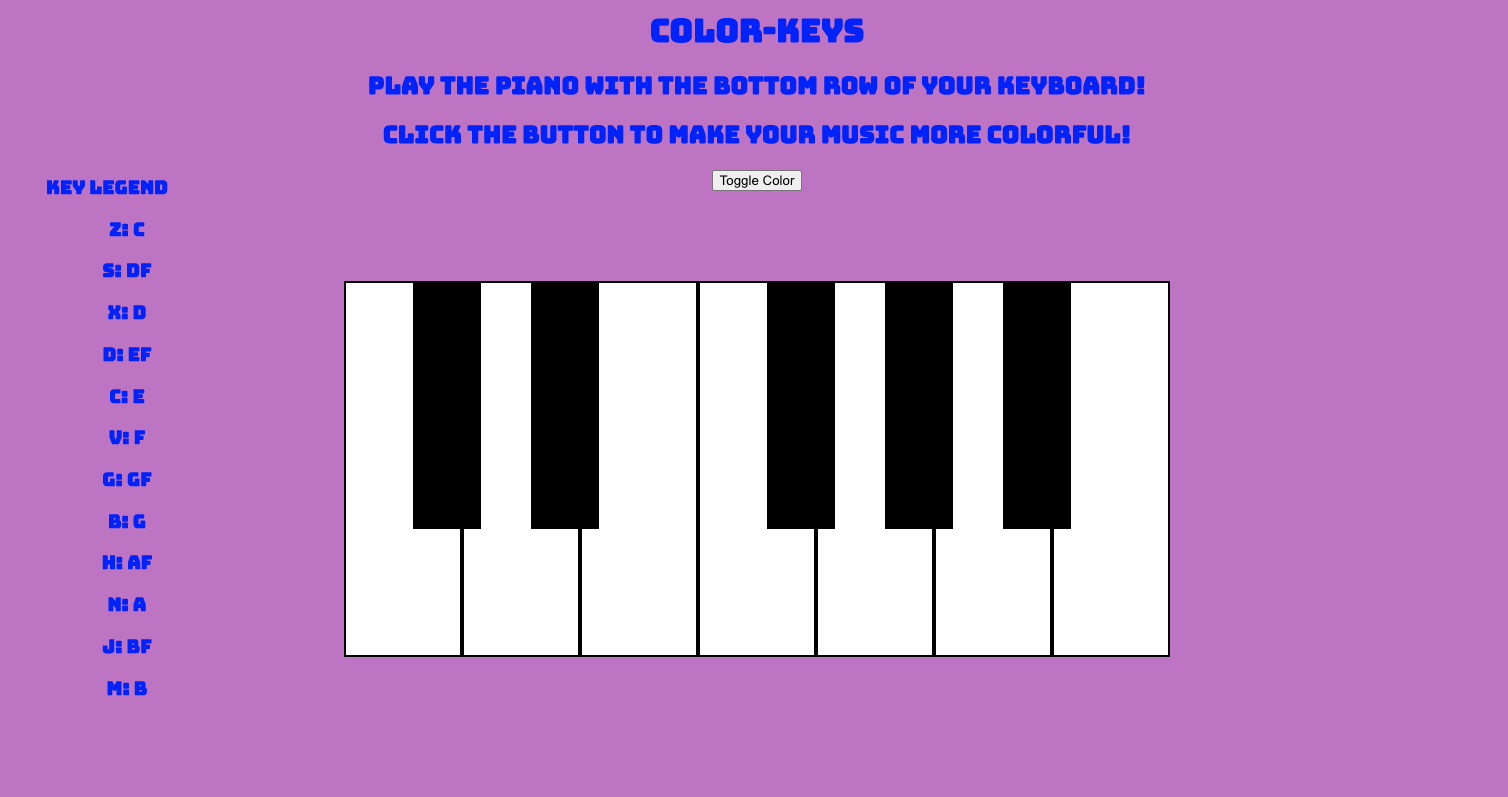 COLOR-KEYS
PLAY THE PIANO WITH THE BOTTOM ROW OF YOUR KEYBOARD!
CLICK THE BUTTON TO MAKE YOUR MUSIC MORE COLORFUL!
Toggle Color
KEY LEGEND
Z: C
S: DF
X: D
D: EF
C: E
V: F
G: GF
B: G
H: AF
N: A
J: BF
M: B